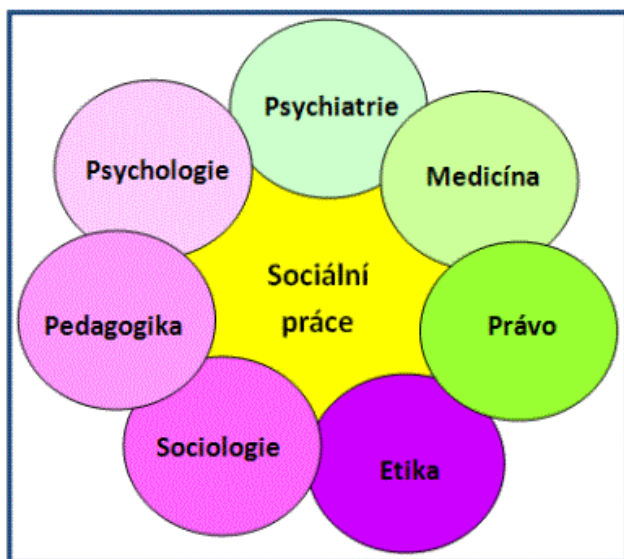 Psychiatrie
Medicína
Psychologie
Sociální
práce
Pedagogika
Právo
Sociologie
Etika